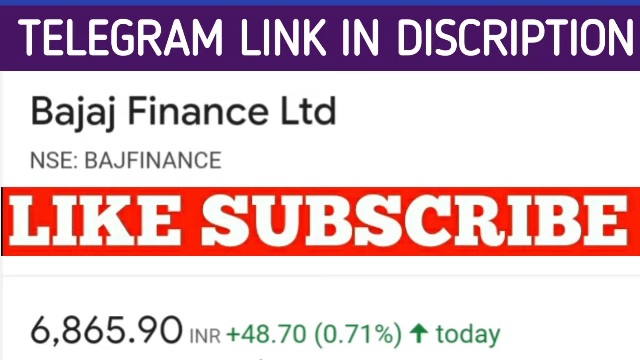 TELEGRAM LINK IN DISCRIPTION
Bajaj Finance Ltd
NSE: BAJFINANCE
LIKE SUBSCRIBE
6,865.90 INR +48.70 (0.71%) ↑ today